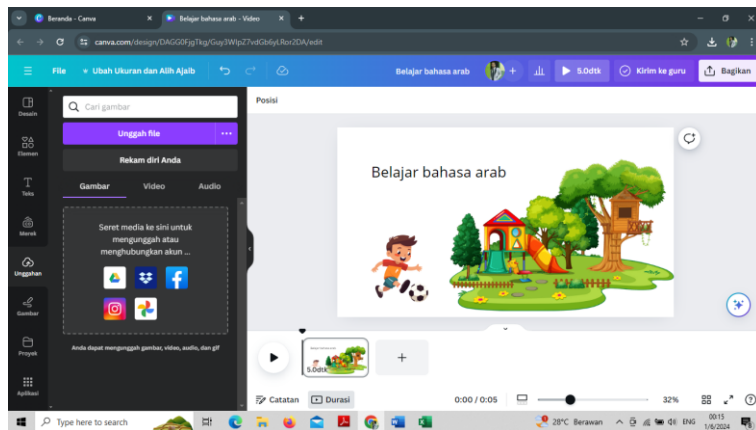 Beranda - Canva
Belajar bahasa arab - Video
canva.com/design/DAGG0FjgTkg/Guy3WlpZ7vdGb6yLRor2DA/edit
File
Ubah Ukuran dan Alih Ajaib
Belajar bahasa arab
5.0dtk
Kirim ke guru
Bagikan
Desain
Elemen
Teks
Merek
Unggahan
Gambar
Proyek
Aplikasi
Cari gambar
Unggah file
Rekam diri Anda
Gambar
Video
Audio
Seret media ke sini untuk
mengunggah atau
menghubungkan akun ...
Anda dapat mengunggah gambar, video, audio, dan gif
Posisi
Belajar bahasa arab
5.0dtk
Catatan
Durasi
0:00 / 0:05
32%
Type here to search
28°C Berawan
ENG
00:15
1/6/2024